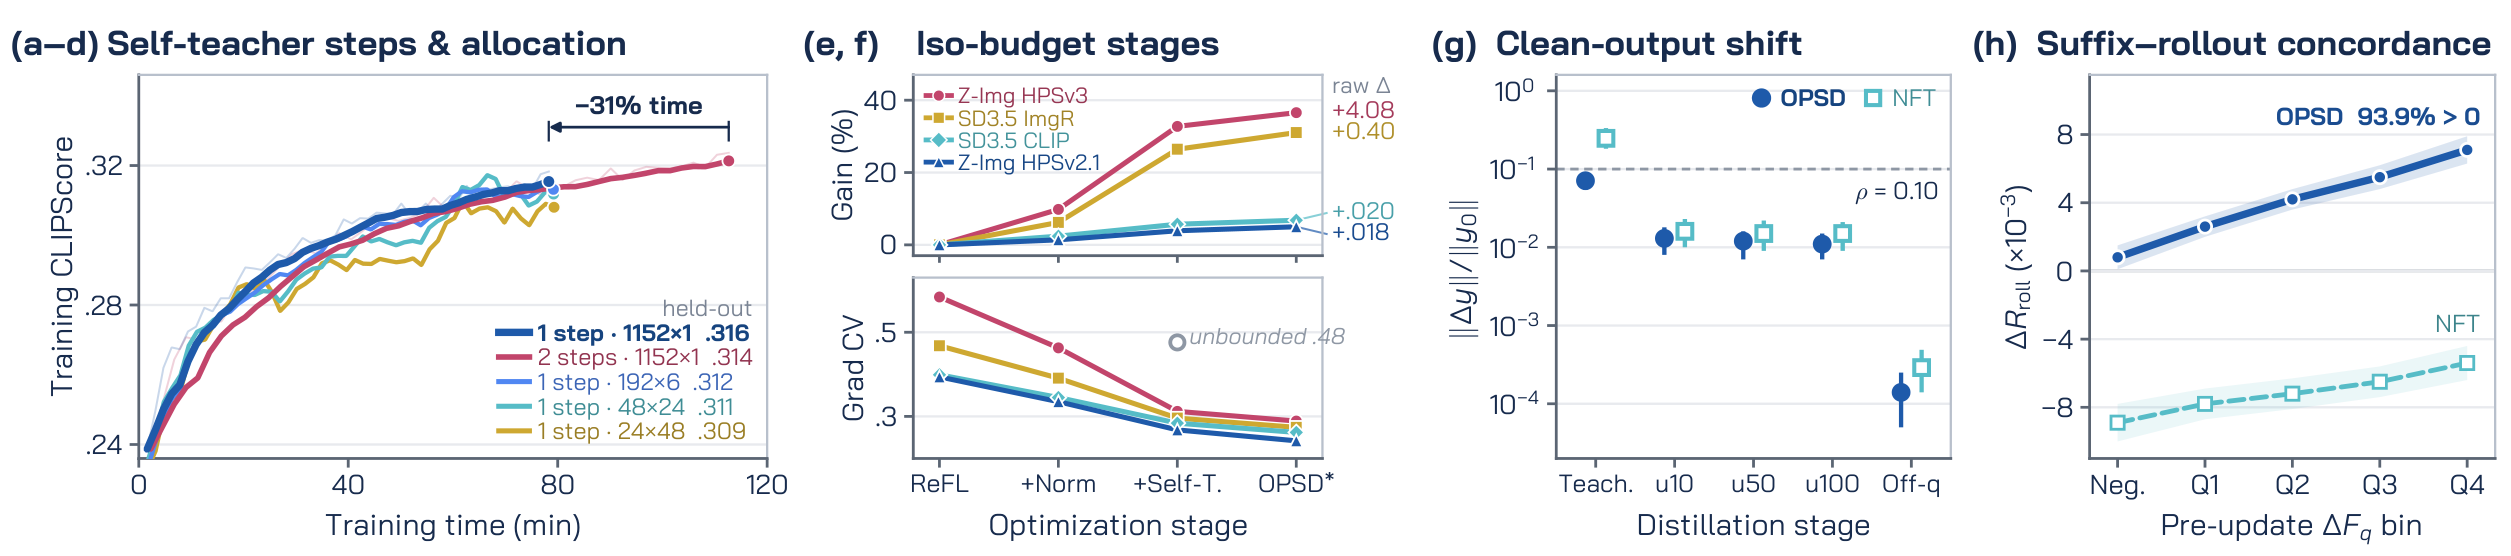 (a–d) Self-teacher steps & allocation
Training CLIPScore
.32
.28
.24
−31% time
held-out
1 step · 1152×1 .316
2 steps · 1152×1 .314
1 step · 192×6 .312
1 step · 48×24 .311
1 step · 24×48 .309
0 40 80 120
Training time (min)
(e, f) Iso-budget stages
Gain (%)
40
20
0
Z-Img HPSv3
SD3.5 ImgR
SD3.5 CLIP
Z-Img HPSv2.1
raw Δ
+4.08
+0.40
+.020
+.018
Grad CV
.5
.3
unbounded .48
ReFL +Norm +Self-T. OPSD*
Optimization stage
(g) Clean-output shift
||Δy||/||y₀||
10⁰
10⁻¹
10⁻²
10⁻³
10⁻⁴
OPSD NFT
ρ = 0.10
Teach. u10 u50 u100 Off-q
Distillation stage
(h) Suffix–rollout concordance
ΔR_roll (×10⁻³)
8
4
0
−4
−8
OPSD 93.9% > 0
NFT
Neg. Q1 Q2 Q3 Q4
Pre-update ΔF_q bin